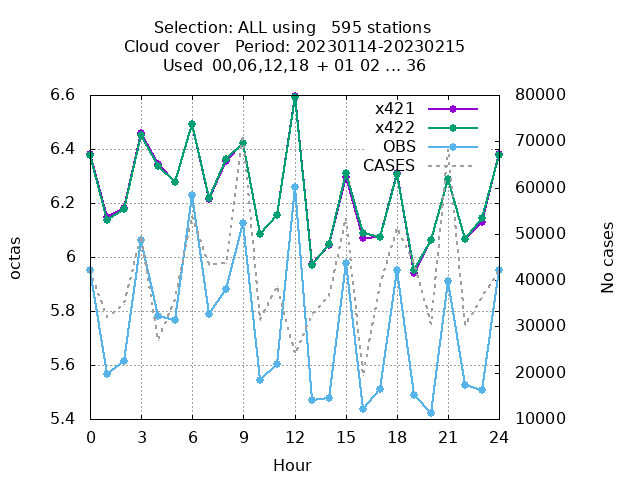 Selection: ALL using   595 stations
Cloud cover   Period: 20230114-20230215
Used  00,06,12,18  + 01 02 ... 36
6.6
6.4
6.2
6
5.8
5.6
5.4
octas
80000
70000
60000
50000
40000
30000
20000
10000
No cases
x421
x422
OBS
CASES
0 3 6 9 12 15 18 21 24
Hour